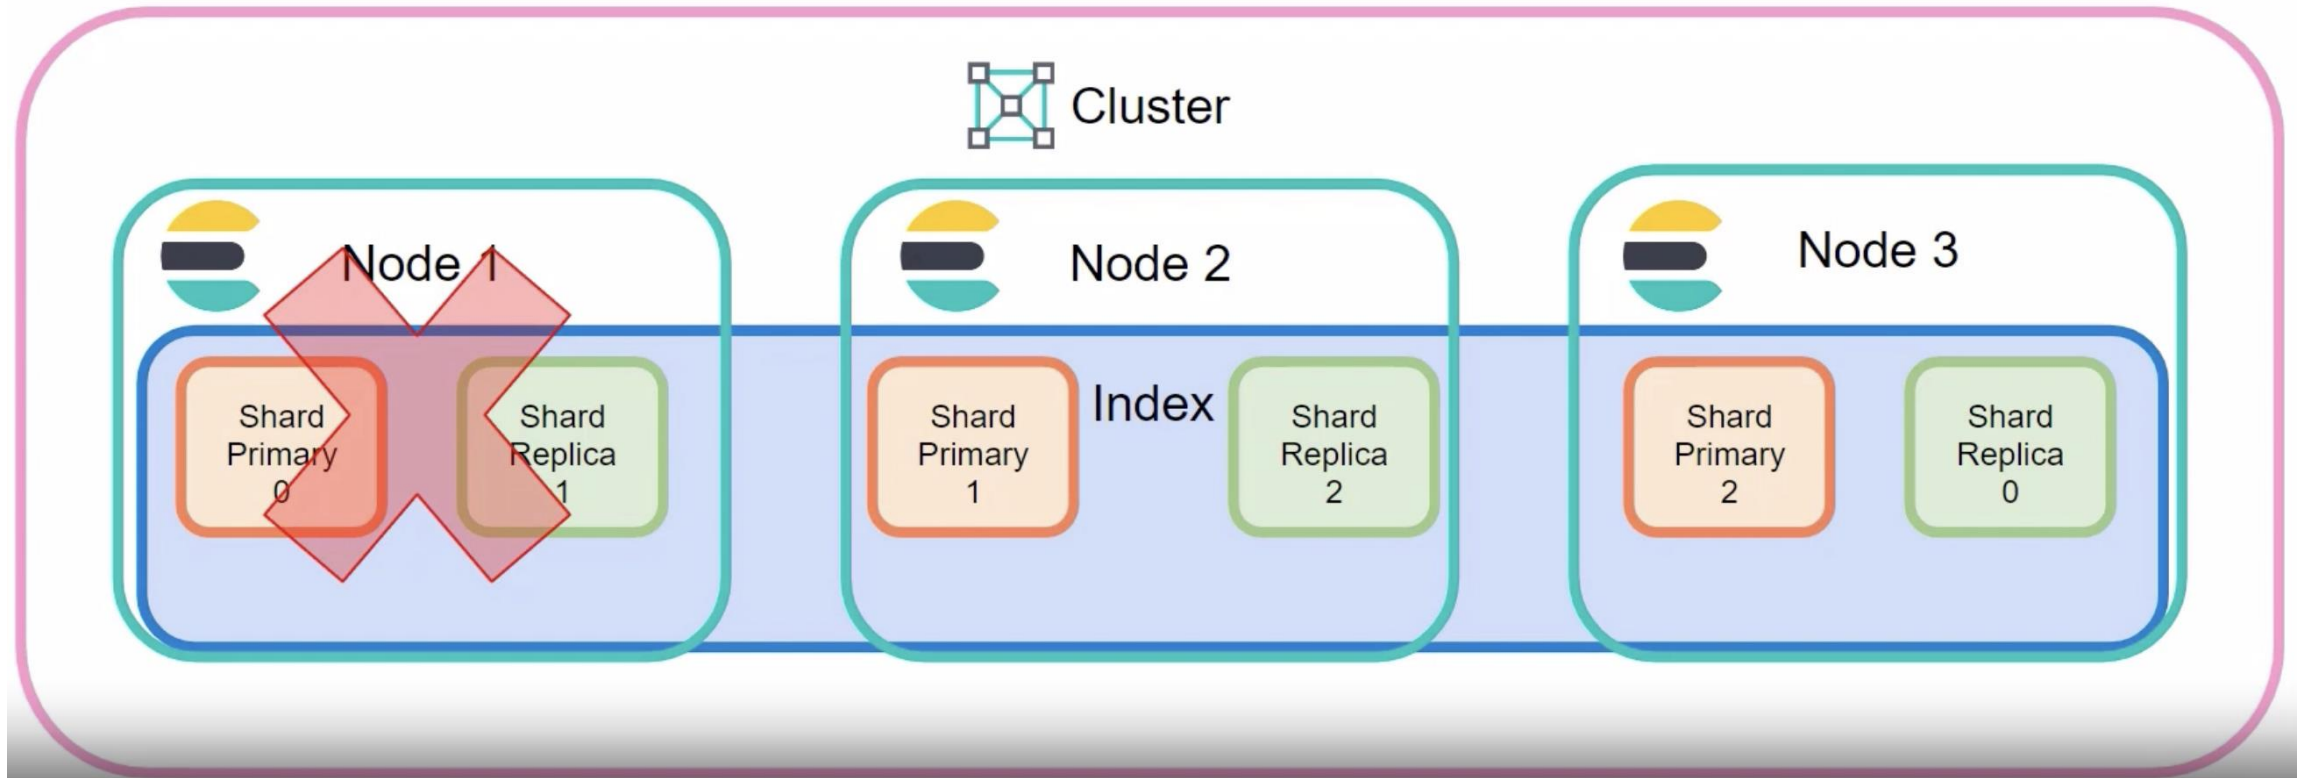 Cluster
Node 1
Node 2
Node 3
Shard
Primary
0
Shard
Replica
1
Shard
Primary
1
Index
Shard
Replica
2
Shard
Primary
2
Shard
Replica
0